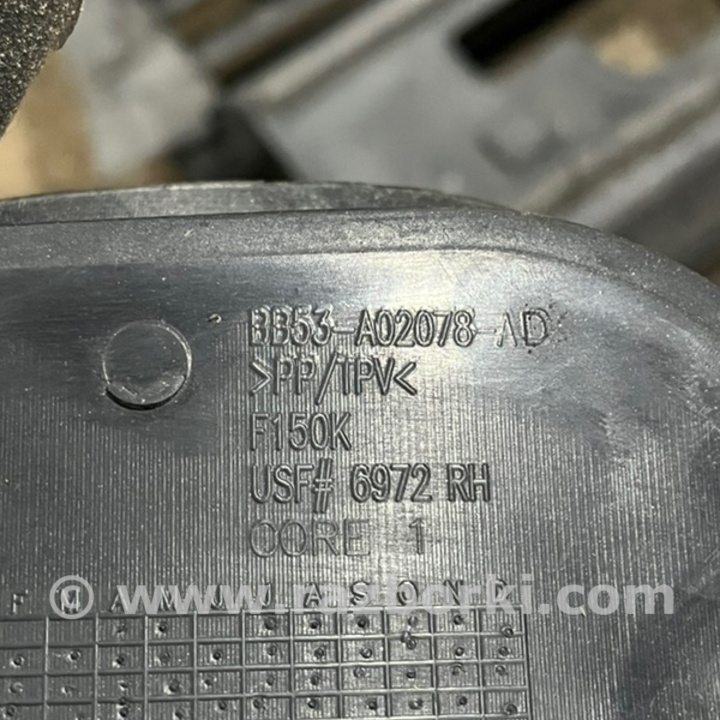 BB53-A02078-AD
>PP/TPV<
F150K
USF# 6972 RH
CORE 1
F M A M J J A S O N D
© www.razborki.com